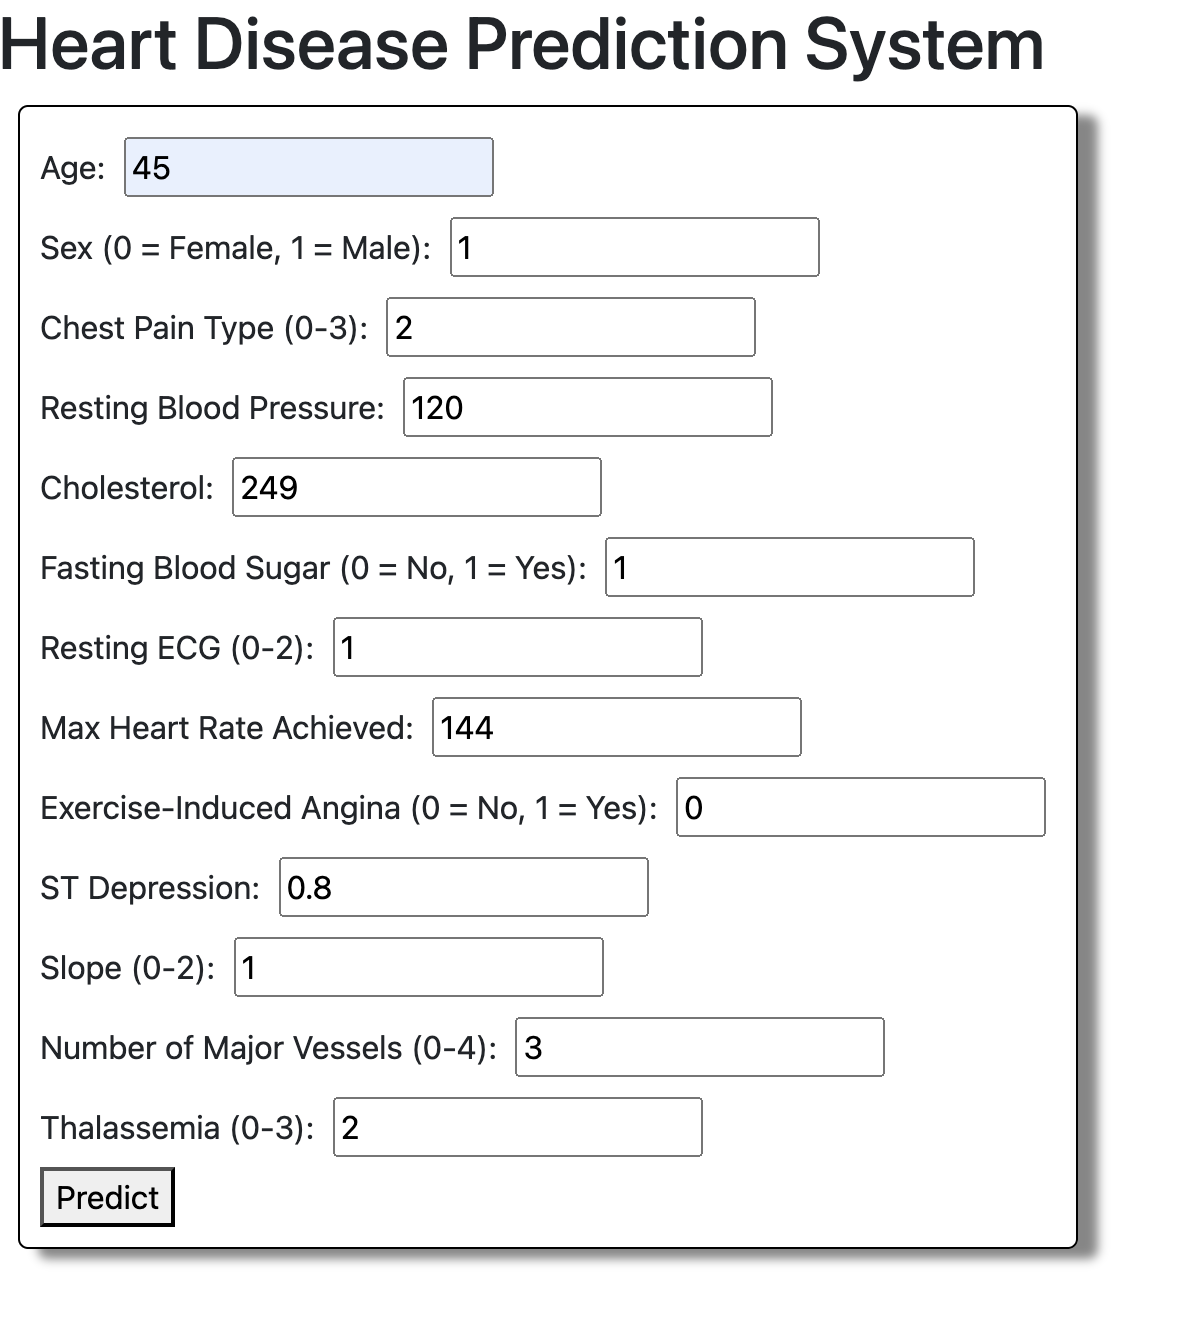 Heart Disease Prediction System
Age: 45
Sex (0 = Female, 1 = Male): 1
Chest Pain Type (0-3): 2
Resting Blood Pressure: 120
Cholesterol: 249
Fasting Blood Sugar (0 = No, 1 = Yes): 1
Resting ECG (0-2): 1
Max Heart Rate Achieved: 144
Exercise-Induced Angina (0 = No, 1 = Yes): 0
ST Depression: 0.8
Slope (0-2): 1
Number of Major Vessels (0-4): 3
Thalassemia (0-3): 2
Predict